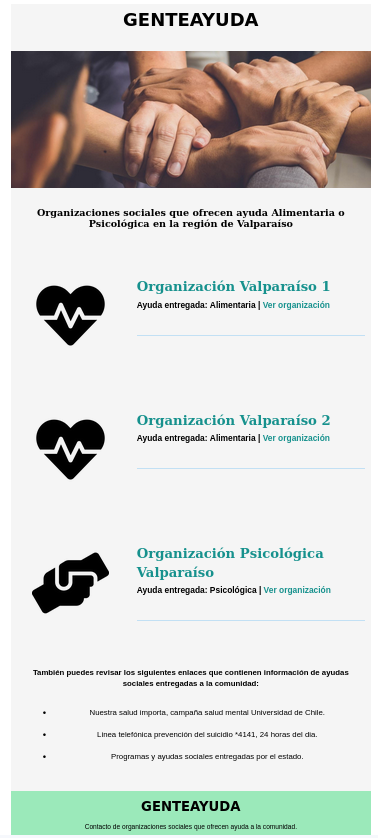 GENTEAYUDA
Organizaciones sociales que ofrecen ayuda Alimentaria o
Psicológica en la región de Valparaíso
Organización Valparaíso 1
Ayuda entregada: Alimentaria | Ver organización
Organización Valparaíso 2
Ayuda entregada: Alimentaria | Ver organización
Organización Psicológica
Valparaíso
Ayuda entregada: Psicológica | Ver organización
También puedes revisar los siguientes enlaces que contienen información de ayudas
sociales entregadas a la comunidad:
• Nuestra salud importa, campaña salud mental Universidad de Chile.
• Linea telefónica prevención del suicidio *4141, 24 horas del día.
• Programas y ayudas sociales entregadas por el estado.
GENTEAYUDA
Contacto de organizaciones sociales que ofrecen ayuda a la comunidad.